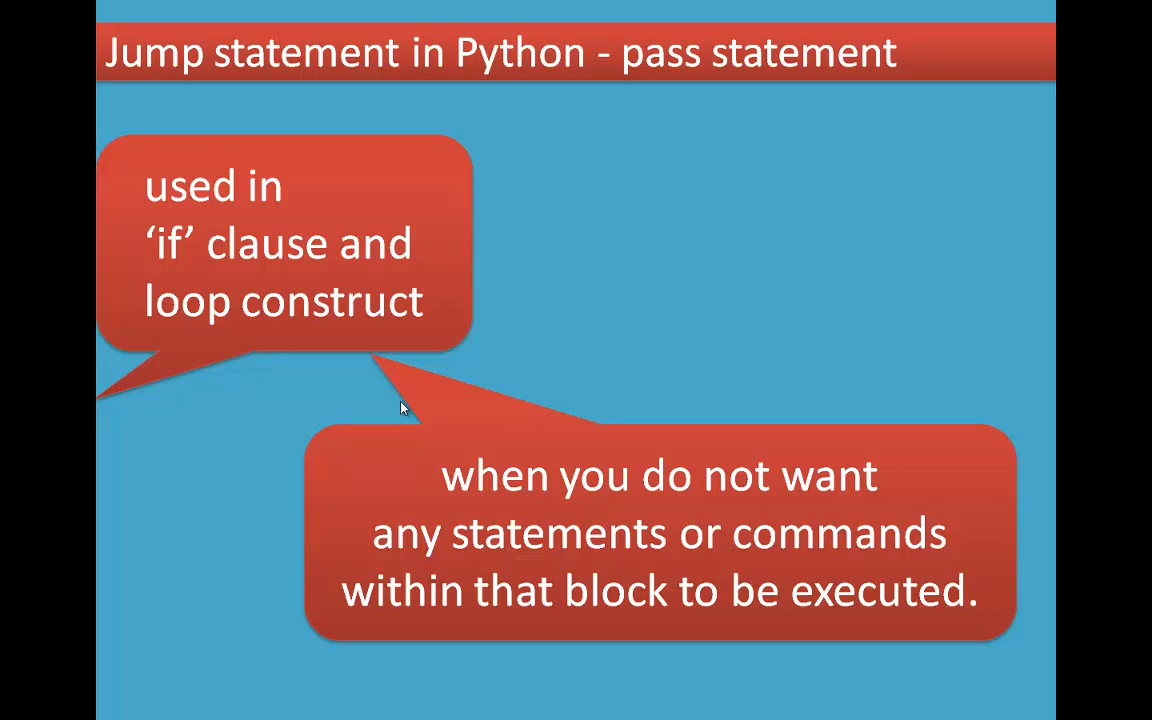 Jump statement in Python - pass statement
used in
‘if’ clause and
loop construct
when you do not want
any statements or commands
within that block to be executed.